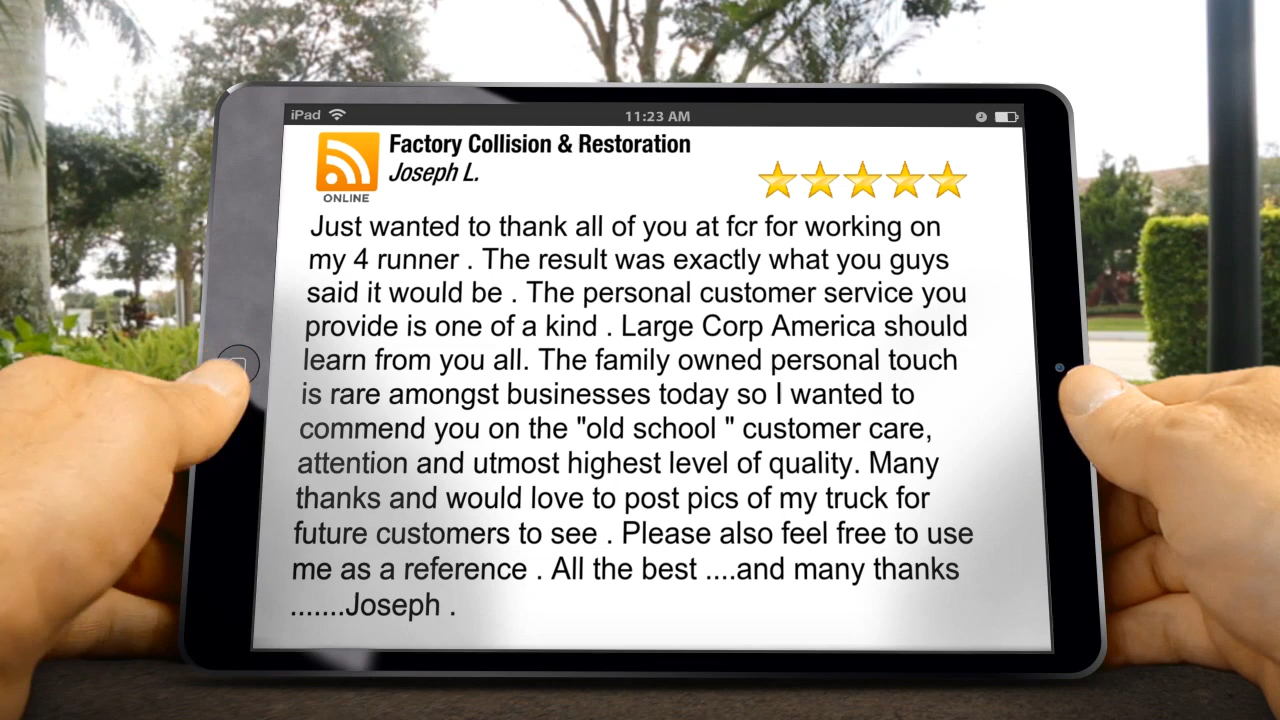 iPad 11:23 AM
Factory Collision & Restoration
Joseph L.
ONLINE
Just wanted to thank all of you at fcr for working on
my 4 runner . The result was exactly what you guys
said it would be . The personal customer service you
provide is one of a kind . Large Corp America should
learn from you all. The family owned personal touch
is rare amongst businesses today so I wanted to
commend you on the "old school " customer care,
attention and utmost highest level of quality. Many
thanks and would love to post pics of my truck for
future customers to see . Please also feel free to use
me as a reference . All the best ....and many thanks
.......Joseph .